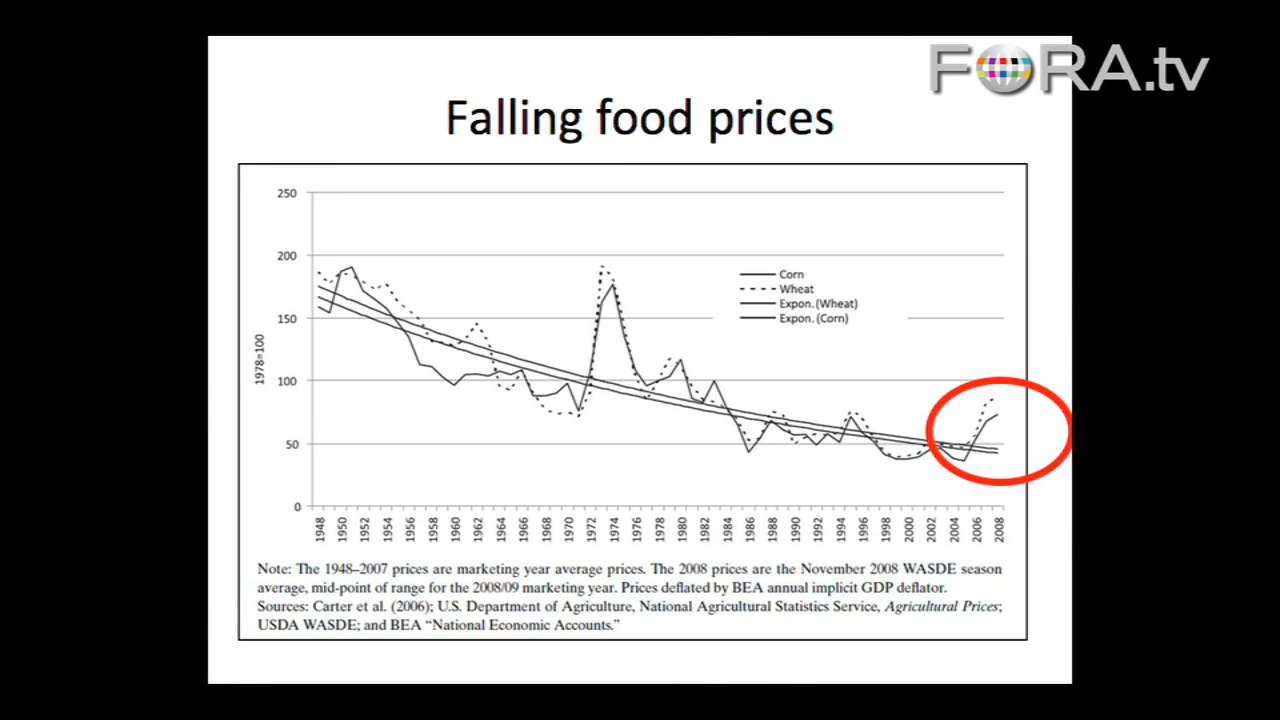 FORA.tv
Falling food prices
250
200
150
100
50
0
1978=100
Corn
Wheat
Expon. (Wheat)
Expon. (Corn)
1948 1950 1952 1954 1956 1958 1960 1962 1964 1966 1968 1970 1972 1974 1976 1978 1980 1982 1984 1986 1988 1990 1992 1994 1996 1998 2000 2002 2004 2006 2008
Note: The 1948–2007 prices are marketing year average prices. The 2008 prices are the November 2008 WASDE season
average, mid-point of range for the 2008/09 marketing year. Prices deflated by BEA annual implicit GDP deflator.
Sources: Carter et al. (2006); U.S. Department of Agriculture, National Agricultural Statistics Service, Agricultural Prices;
USDA WASDE; and BEA “National Economic Accounts.”